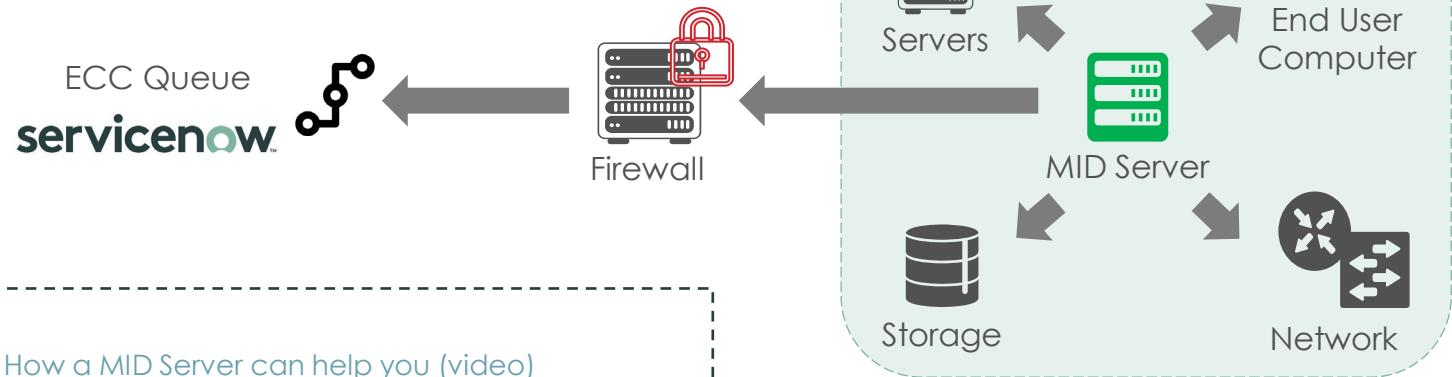 Servers
End User
Computer
ECC Queue
servicenow
Firewall
MID Server
Storage
Network
How a MID Server can help you (video)